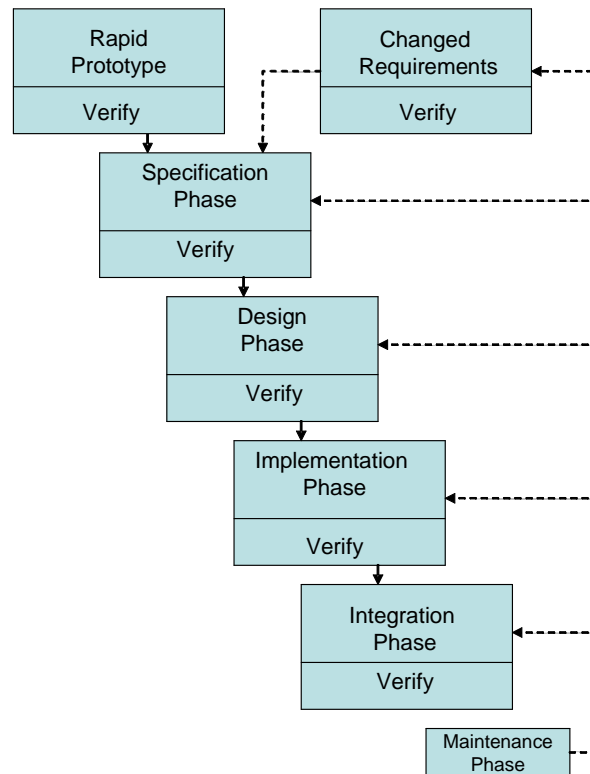 Rapid
Prototype
Verify
Changed
Requirements
Verify
Specification
Phase
Verify
Design
Phase
Verify
Implementation
Phase
Verify
Integration
Phase
Verify
Maintenance
Phase